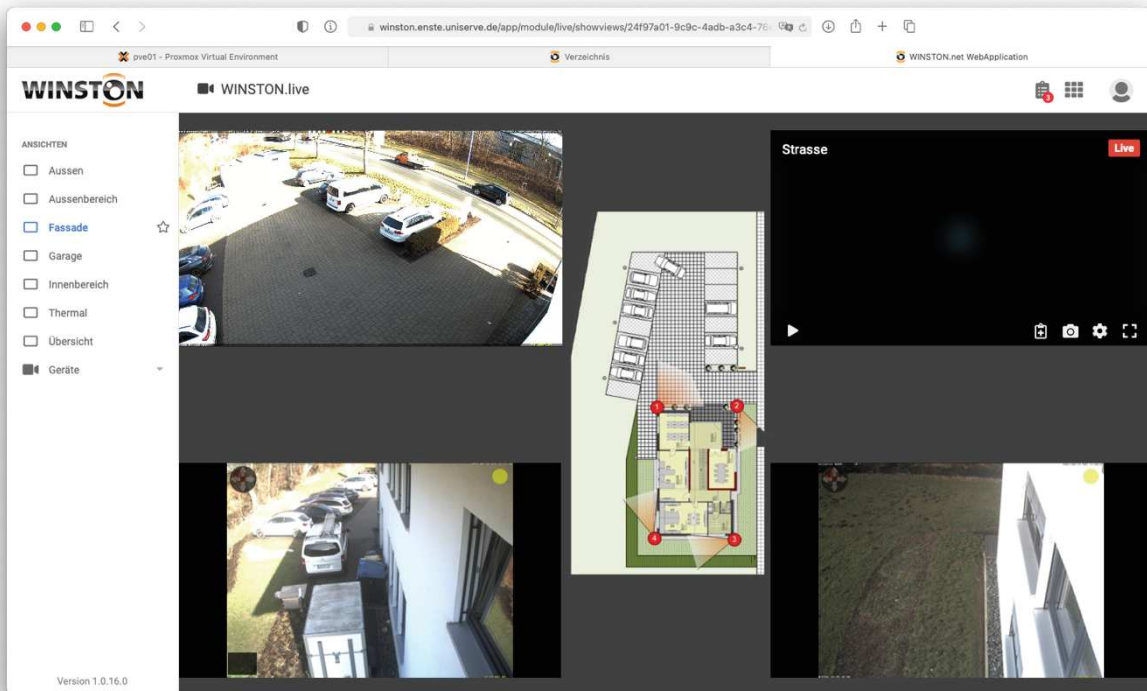 winston.enste.uniserve.de/app/module/live/showviews/24f97a01-9c9c-4adb-a3c4-76
pve01 - Proxmox Virtual Environment
Verzeichnis
WINSTON.net WebApplication
WINSTON
WINSTON.live
3
ANSICHTEN
Aussen
Aussenbereich
Fassade
Garage
Innenbereich
Thermal
Übersicht
Geräte
Strasse
Live
1
2
4
3
Version 1.0.16.0